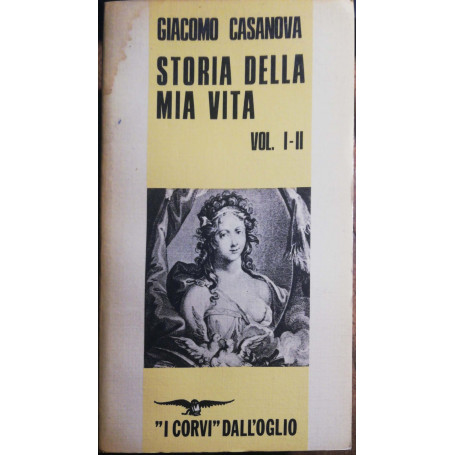 GIACOMO CASANOVA
STORIA DELLA
MIA VITA
VOL. I-II
"I CORVI" DALL'OGLIO